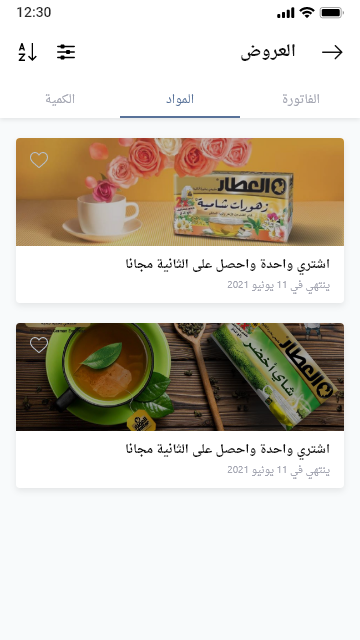 12:30
العروض
A
Z
الفاتورة
المواد
الكمية
العطار
زهورات شامية
اشتري واحدة واحصل على الثانية مجانا
ينتهي في 11 يونيو 2021
العطار
شاي أخضر
اشتري واحدة واحصل على الثانية مجانا
ينتهي في 11 يونيو 2021